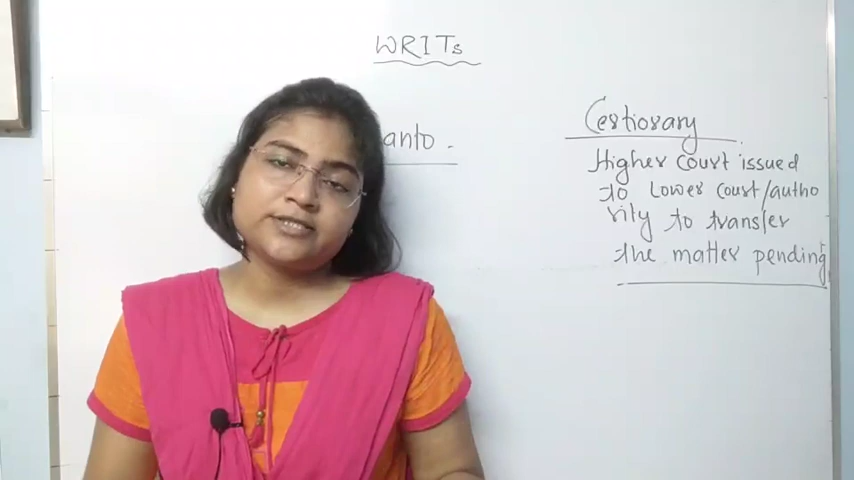 WRITs
anto.
Certiorary
Higher court issued
to Lower court/autho
rity to transfer
the matter pending